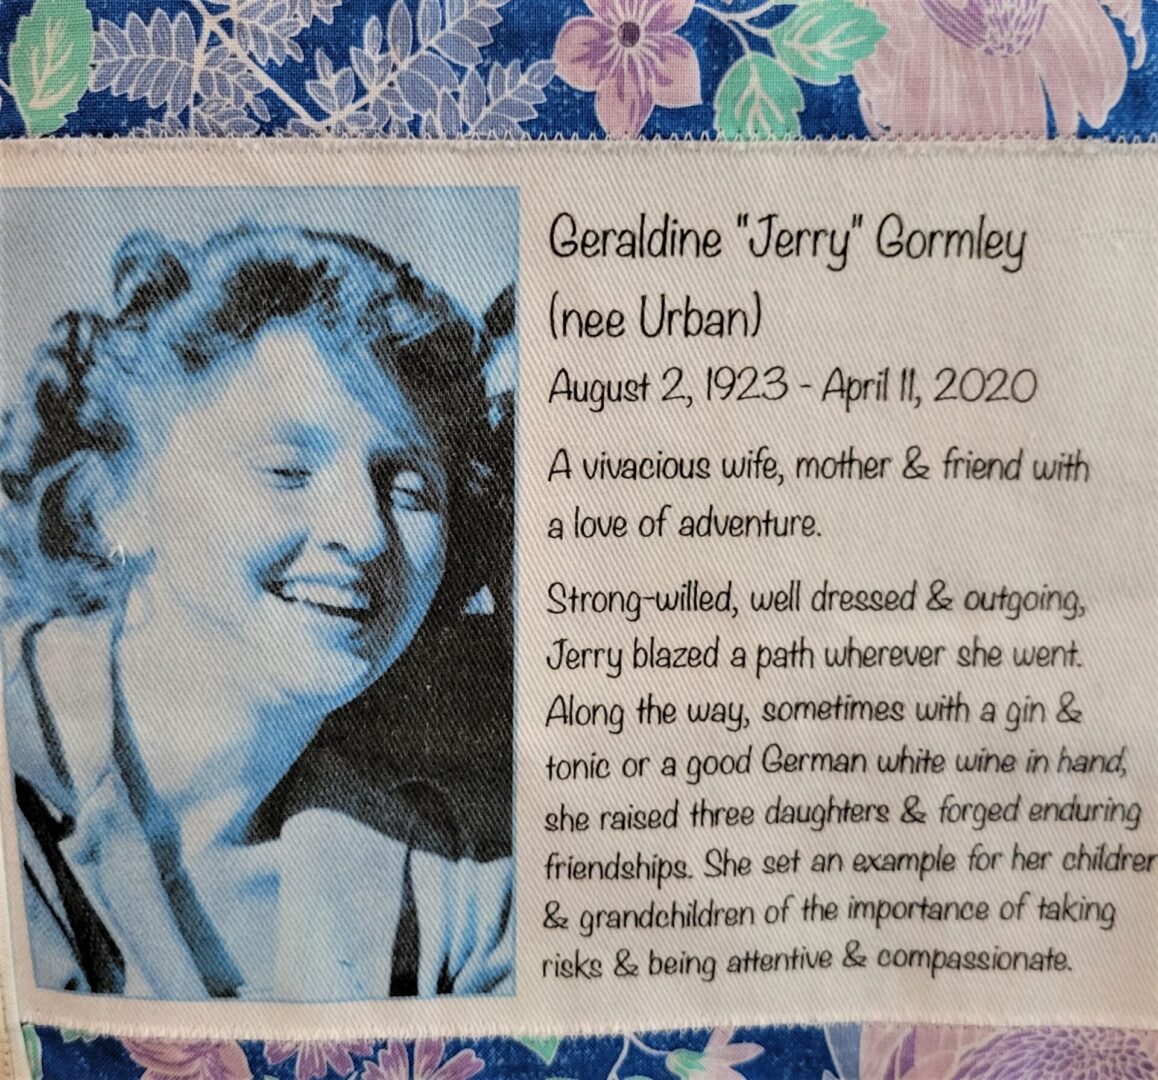 Geraldine "Jerry" Gormley
(nee Urban)
August 2, 1923 - April 11, 2020
A vivacious wife, mother & friend with
a love of adventure.
Strong-willed, well dressed & outgoing,
Jerry blazed a path wherever she went.
Along the way, sometimes with a gin &
tonic or a good German white wine in hand,
she raised three daughters & forged enduring
friendships. She set an example for her children
& grandchildren of the importance of taking
risks & being attentive & compassionate.